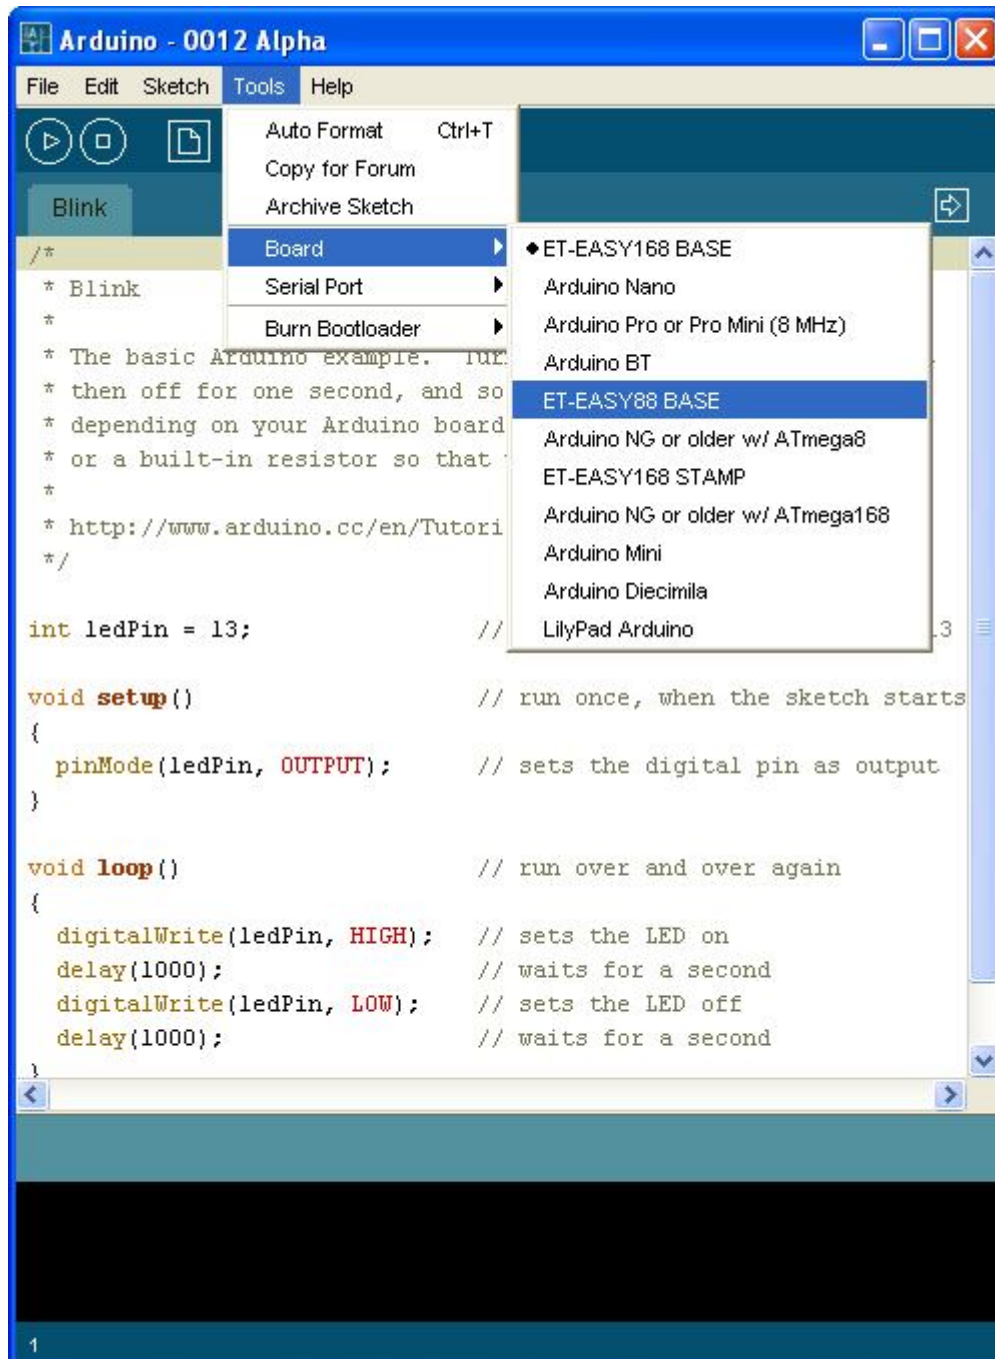 Arduino - 0012 Alpha
File Edit Sketch Tools Help
Auto Format Ctrl+T
Copy for Forum
Archive Sketch
Board
Serial Port
Burn Bootloader
ET-EASY168 BASE
Arduino Nano
Arduino Pro or Pro Mini (8 MHz)
Arduino BT
ET-EASY88 BASE
Arduino NG or older w/ ATmega8
ET-EASY168 STAMP
Arduino NG or older w/ ATmega168
Arduino Mini
Arduino Diecimila
LilyPad Arduino
Blink
/*
* Blink
*
* The basic Arduino example.
* then off for one second, and so
* depending on your Arduino board
* or a built-in resistor so that
*
* http://www.arduino.cc/en/Tutori
*/
int ledPin = 13; //
void setup() // run once, when the sketch starts
{
pinMode(ledPin, OUTPUT); // sets the digital pin as output
}
void loop() // run over and over again
{
digitalWrite(ledPin, HIGH); // sets the LED on
delay(1000); // waits for a second
digitalWrite(ledPin, LOW); // sets the LED off
delay(1000); // waits for a second
}
1